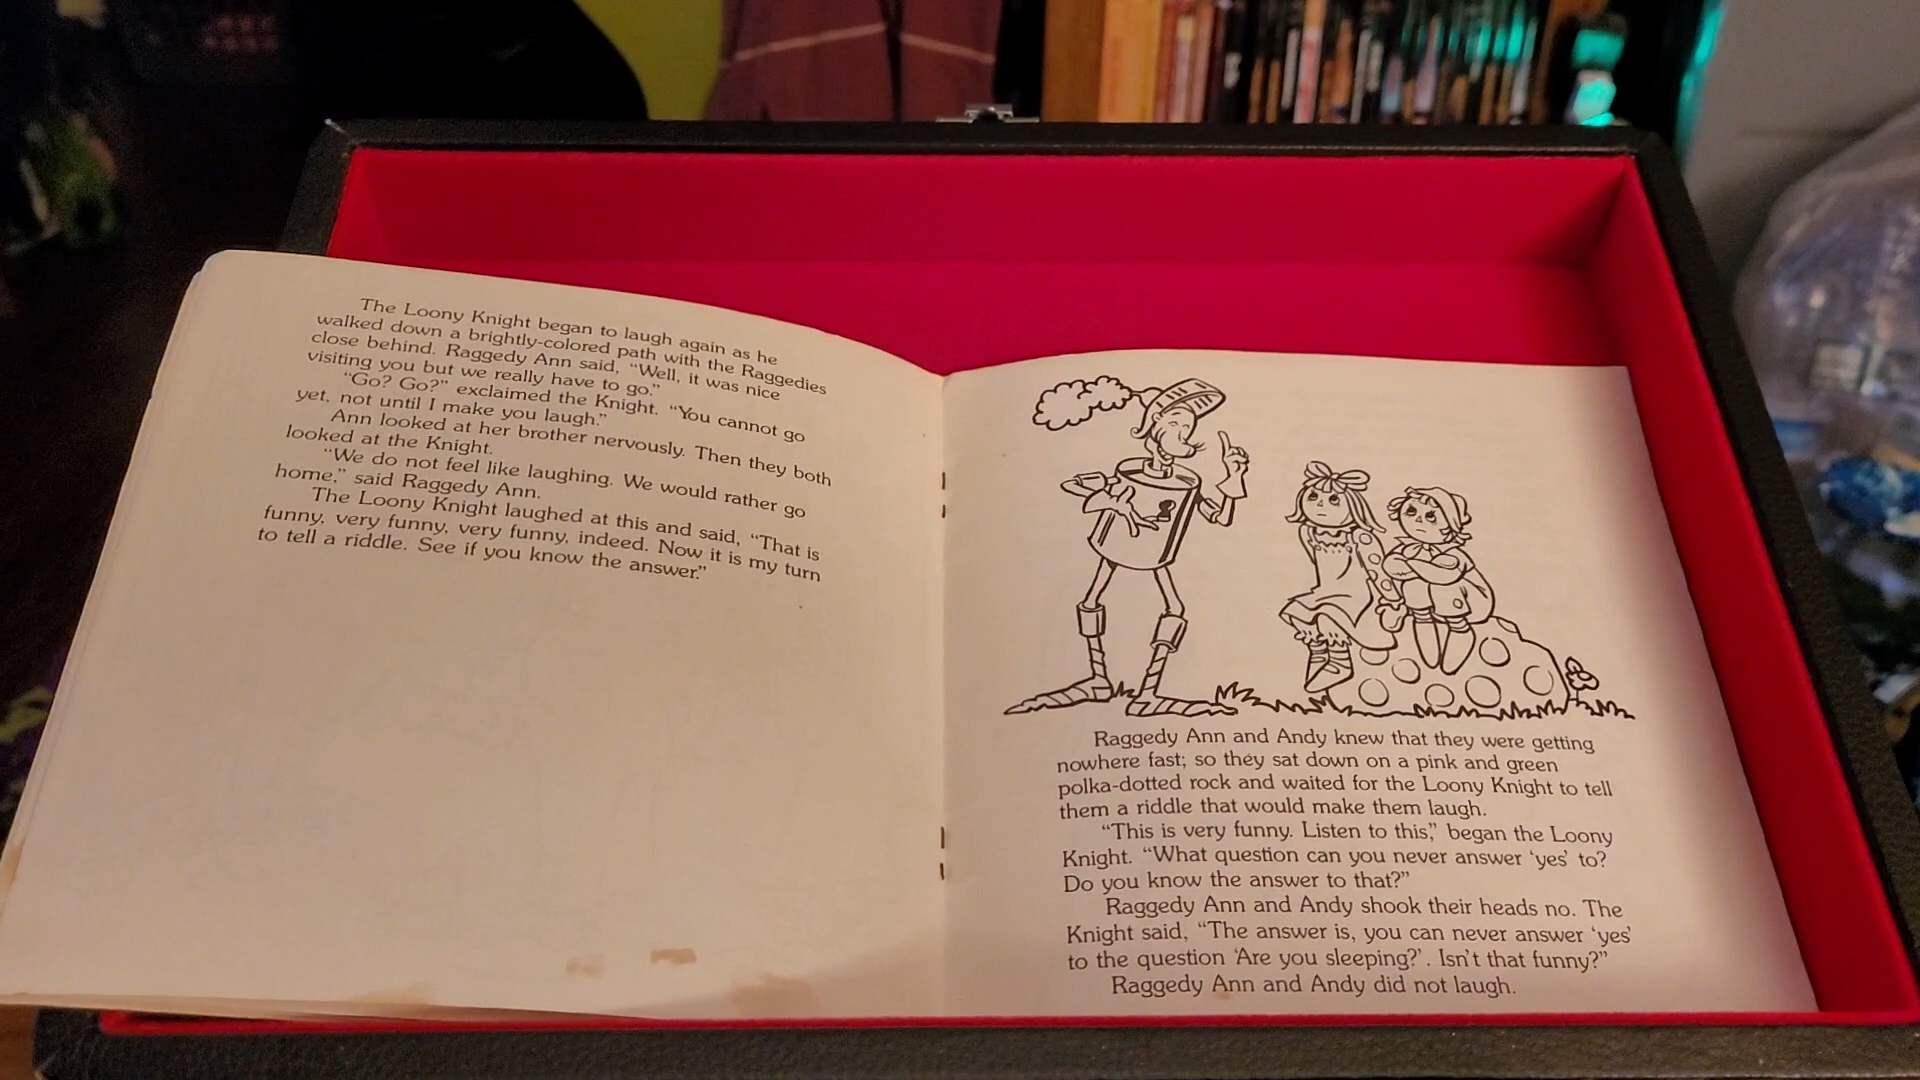 The Loony Knight began to laugh again as he
walked down a brightly-colored path with the Raggedies
close behind. Raggedy Ann said, “Well, it was nice
visiting you but we really have to go.”
“Go? Go?” exclaimed the Knight. “You cannot go
yet, not until I make you laugh.”
Ann looked at her brother nervously. Then they both
looked at the Knight.
“We do not feel like laughing. We would rather go
home,” said Raggedy Ann.
The Loony Knight laughed at this and said, “That is
funny, very funny, very funny, indeed. Now it is my turn
to tell a riddle. See if you know the answer.”
Raggedy Ann and Andy knew that they were getting
nowhere fast; so they sat down on a pink and green
polka-dotted rock and waited for the Loony Knight to tell
them a riddle that would make them laugh.
“This is very funny. Listen to this,” began the Loony
Knight. “What question can you never answer ‘yes’ to?
Do you know the answer to that?”
Raggedy Ann and Andy shook their heads no. The
Knight said, “The answer is, you can never answer ‘yes’
to the question ‘Are you sleeping?’. Isn’t that funny?”
Raggedy Ann and Andy did not laugh.